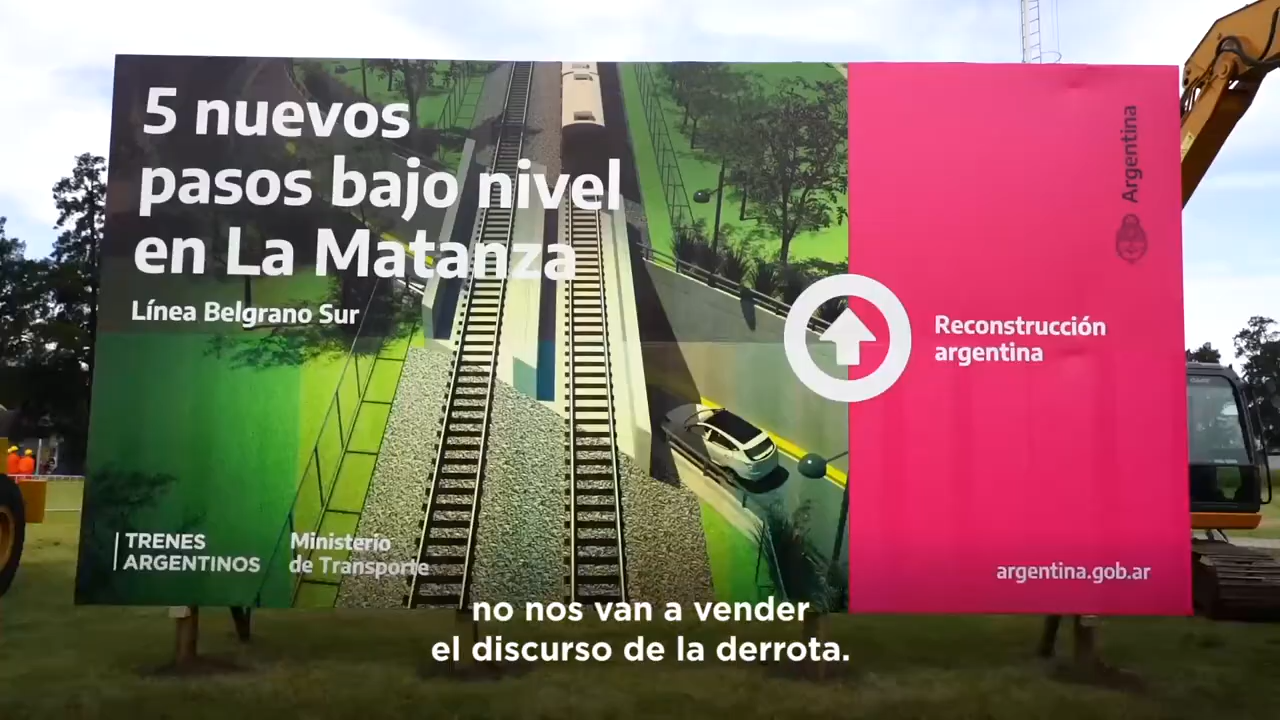 5 nuevos
pasos bajo nivel
en La Matanza
Línea Belgrano Sur
TRENES
ARGENTINOS
Ministerio
de Transporte
Argentina
Reconstrucción
argentina
argentina.gob.ar
no nos van a vender
el discurso de la derrota.